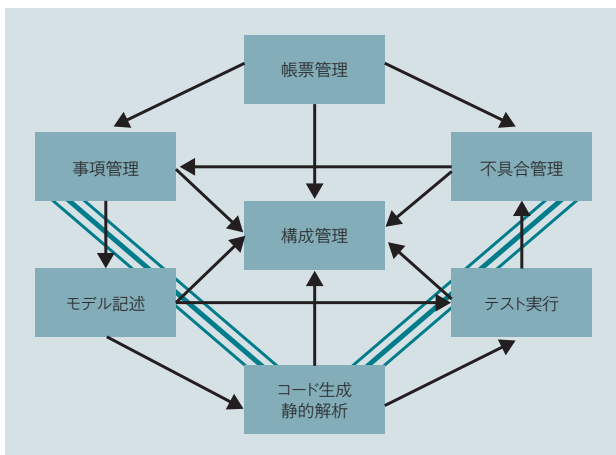 帳票管理
事項管理
不具合管理
構成管理
モデル記述
テスト実行
コード生成
静的解析